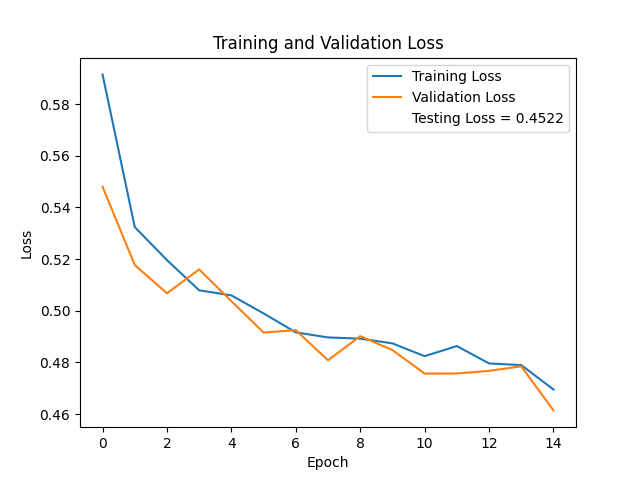 Training and Validation Loss
Training Loss
Validation Loss
Testing Loss = 0.4522
Loss
0.58
0.56
0.54
0.52
0.50
0.48
0.46
0 2 4 6 8 10 12 14
Epoch